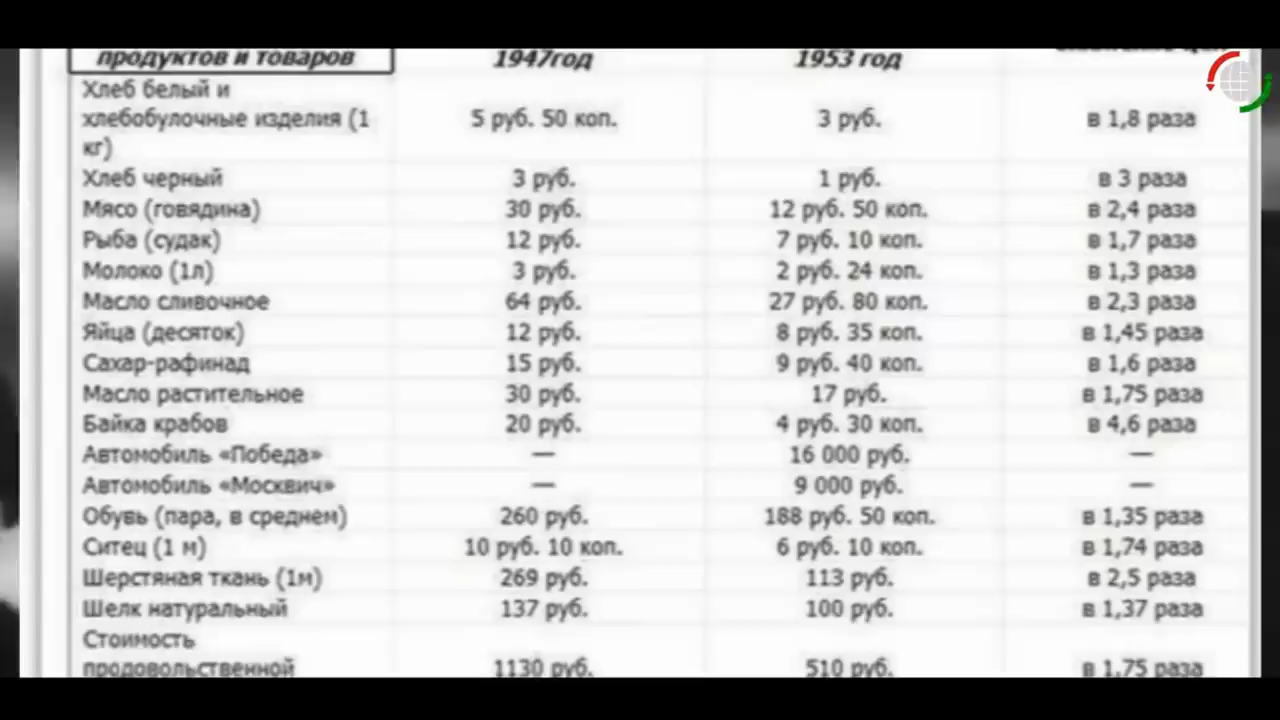 продуктов и товаров 1947год 1953 год
Хлеб белый и
хлебобулочные изделия (1 5 руб. 50 коп. 3 руб. в 1,8 раза
кг)
Хлеб черный 3 руб. 1 руб. в 3 раза
Мясо (говядина) 30 руб. 12 руб. 50 коп. в 2,4 раза
Рыба (судак) 12 руб. 7 руб. 10 коп. в 1,7 раза
Молоко (1л) 3 руб. 2 руб. 24 коп. в 1,3 раза
Масло сливочное 64 руб. 27 руб. 80 коп. в 2,3 раза
Яйца (десяток) 12 руб. 8 руб. 35 коп. в 1,45 раза
Сахар-рафинад 15 руб. 9 руб. 40 коп. в 1,6 раза
Масло растительное 30 руб. 17 руб. в 1,75 раза
Байка крабов 20 руб. 4 руб. 30 коп. в 4,6 раза
Автомобиль «Победа» — 16 000 руб. —
Автомобиль «Москвич» — 9 000 руб. —
Обувь (пара, в среднем) 260 руб. 188 руб. 50 коп. в 1,35 раза
Ситец (1 м) 10 руб. 10 коп. 6 руб. 10 коп. в 1,74 раза
Шерстяная ткань (1м) 269 руб. 113 руб. в 2,5 раза
Шелк натуральный 137 руб. 100 руб. в 1,37 раза
Стоимость
продовольственной 1130 руб. 510 руб. в 1,75 раза